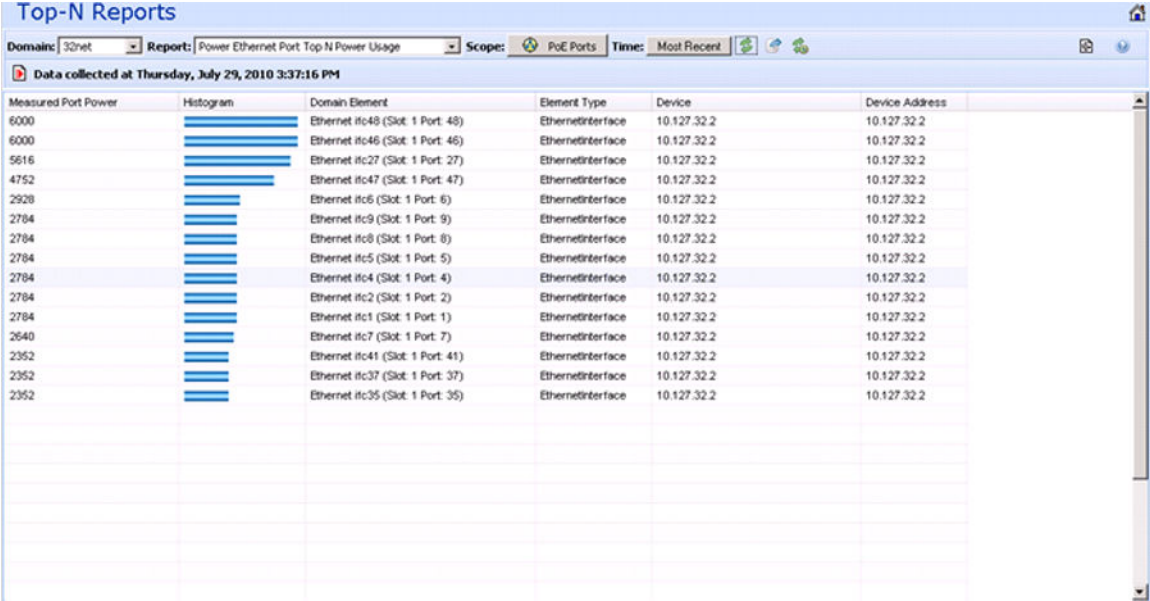 Top-N Reports
Domain: 32net Report: Power Ethernet Port Top N Power Usage Scope: PoE Ports Time: Most Recent
Data collected at Thursday, July 29, 2010 3:37:16 PM
Measured Port Power Histogram Domain Element Element Type Device Device Address
6000 Ethernet ifc48 (Slot: 1 Port: 48) EthernetInterface 10.127.32.2 10.127.32.2
6000 Ethernet ifc46 (Slot: 1 Port: 46) EthernetInterface 10.127.32.2 10.127.32.2
5616 Ethernet ifc27 (Slot: 1 Port: 27) EthernetInterface 10.127.32.2 10.127.32.2
4752 Ethernet ifc47 (Slot: 1 Port: 47) EthernetInterface 10.127.32.2 10.127.32.2
2928 Ethernet ifc6 (Slot: 1 Port: 6) EthernetInterface 10.127.32.2 10.127.32.2
2784 Ethernet ifc9 (Slot: 1 Port: 9) EthernetInterface 10.127.32.2 10.127.32.2
2784 Ethernet ifc8 (Slot: 1 Port: 8) EthernetInterface 10.127.32.2 10.127.32.2
2784 Ethernet ifc5 (Slot: 1 Port: 5) EthernetInterface 10.127.32.2 10.127.32.2
2784 Ethernet ifc4 (Slot: 1 Port: 4) EthernetInterface 10.127.32.2 10.127.32.2
2784 Ethernet ifc2 (Slot: 1 Port: 2) EthernetInterface 10.127.32.2 10.127.32.2
2784 Ethernet ifc1 (Slot: 1 Port: 1) EthernetInterface 10.127.32.2 10.127.32.2
2640 Ethernet ifc7 (Slot: 1 Port: 7) EthernetInterface 10.127.32.2 10.127.32.2
2352 Ethernet ifc41 (Slot: 1 Port: 41) EthernetInterface 10.127.32.2 10.127.32.2
2352 Ethernet ifc37 (Slot: 1 Port: 37) EthernetInterface 10.127.32.2 10.127.32.2
2352 Ethernet ifc35 (Slot: 1 Port: 35) EthernetInterface 10.127.32.2 10.127.32.2